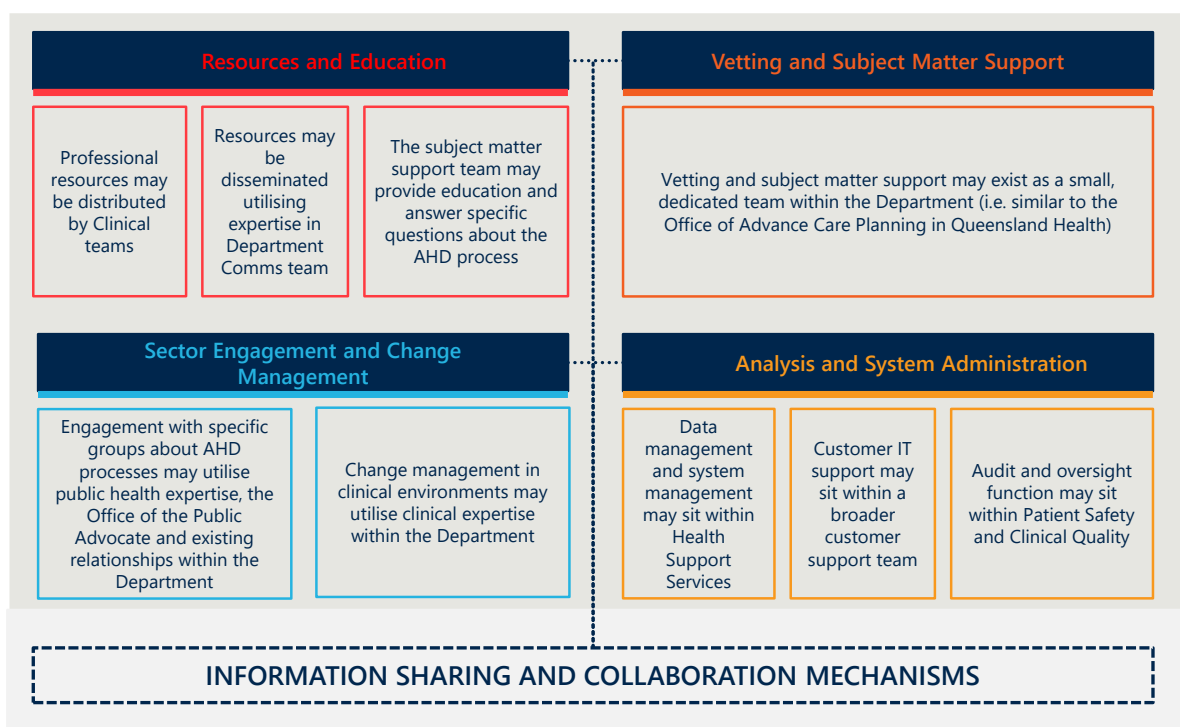 Resources and Education
Professional
resources may
be distributed
by Clinical
teams
Resources may
be
disseminated
utilising
expertise in
Department
Comms team
The subject matter
support team may
provide education and
answer specific
questions about the
AHD process
Vetting and Subject Matter Support
Vetting and subject matter support may exist as a small,
dedicated team within the Department (i.e. similar to the
Office of Advance Care Planning in Queensland Health)
Sector Engagement and Change
Management
Engagement with specific
groups about AHD
processes may utilise
public health expertise, the
Office of the Public
Advocate and existing
relationships within the
Department
Change management in
clinical environments may
utilise clinical expertise
within the Department
Analysis and System Administration
Data
management
and system
management
may sit within
Health
Support
Services
Customer IT
support may
sit within a
broader
customer
support team
Audit and oversight
function may sit
within Patient Safety
and Clinical Quality
INFORMATION SHARING AND COLLABORATION MECHANISMS